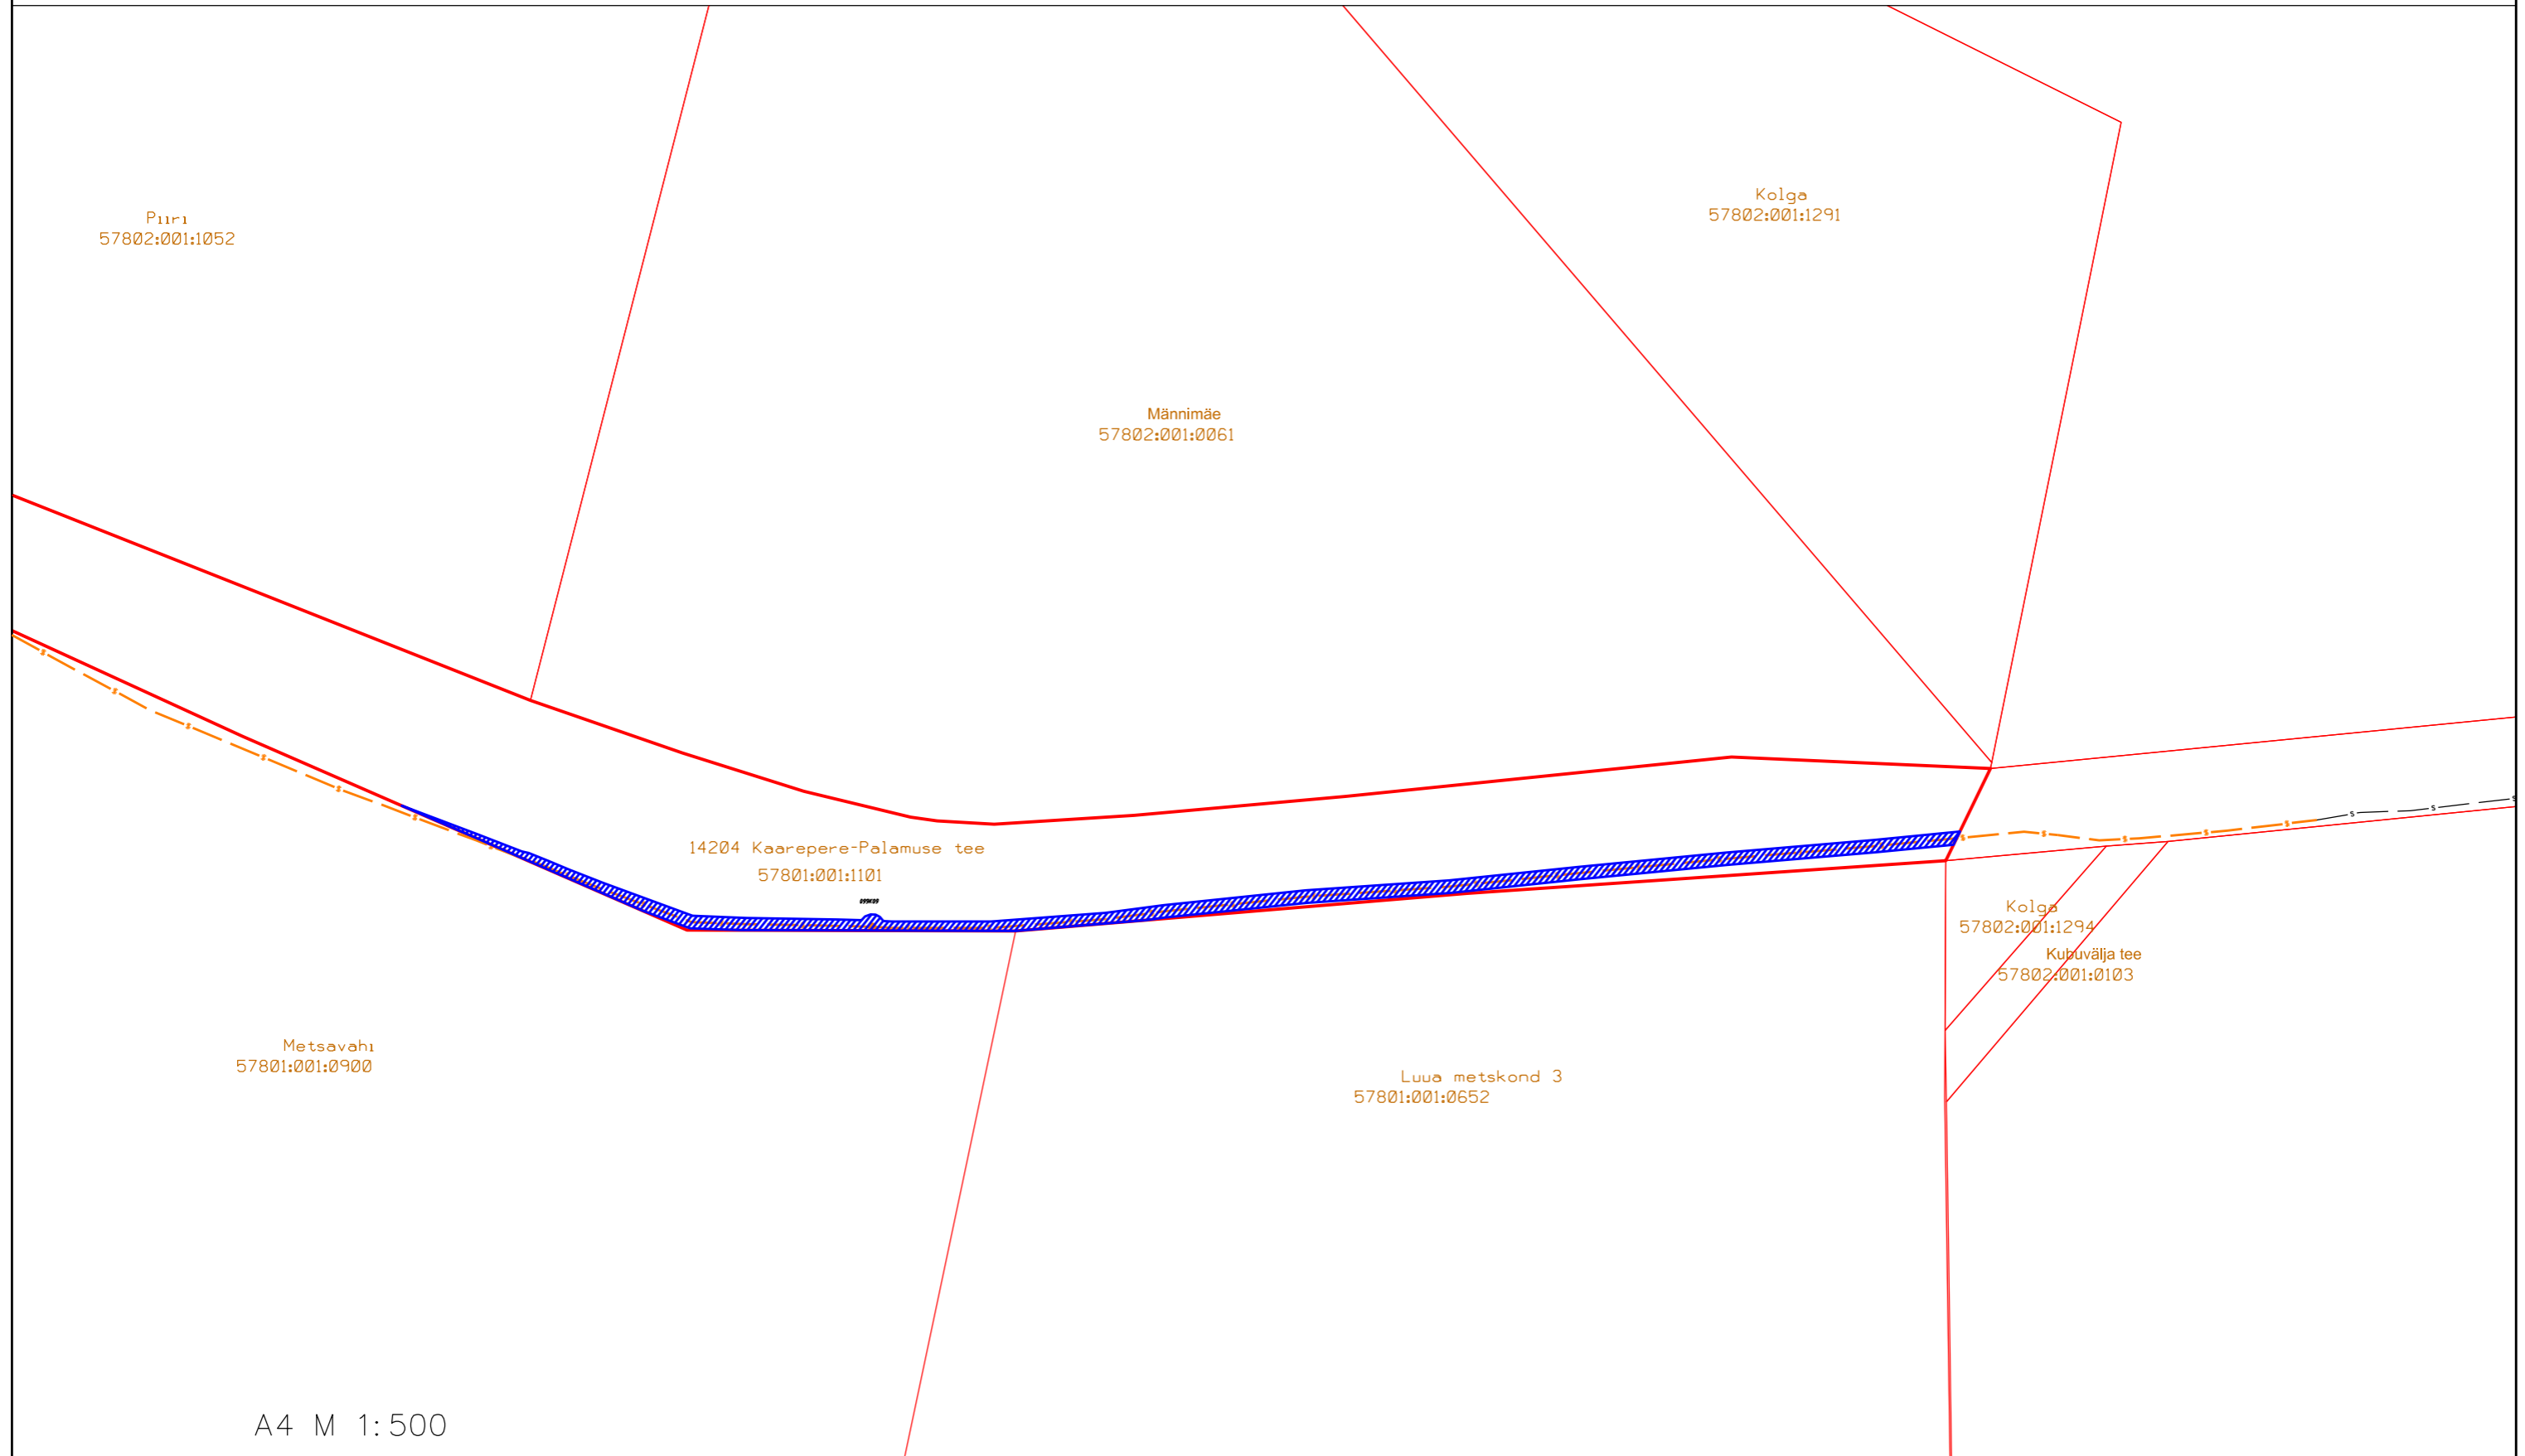 Piiri
57802:001:1052
Kolga
57802:001:1291
Männimäe
57802:001:0061
14204 Kaarepere-Palamuse tee
57801:001:1101
Kolga
57802:001:1294
Kubuvälja tee
57802:001:0103
Metsavahi
57801:001:0900
Luua metskond 3
57801:001:0652
A4 M 1:500